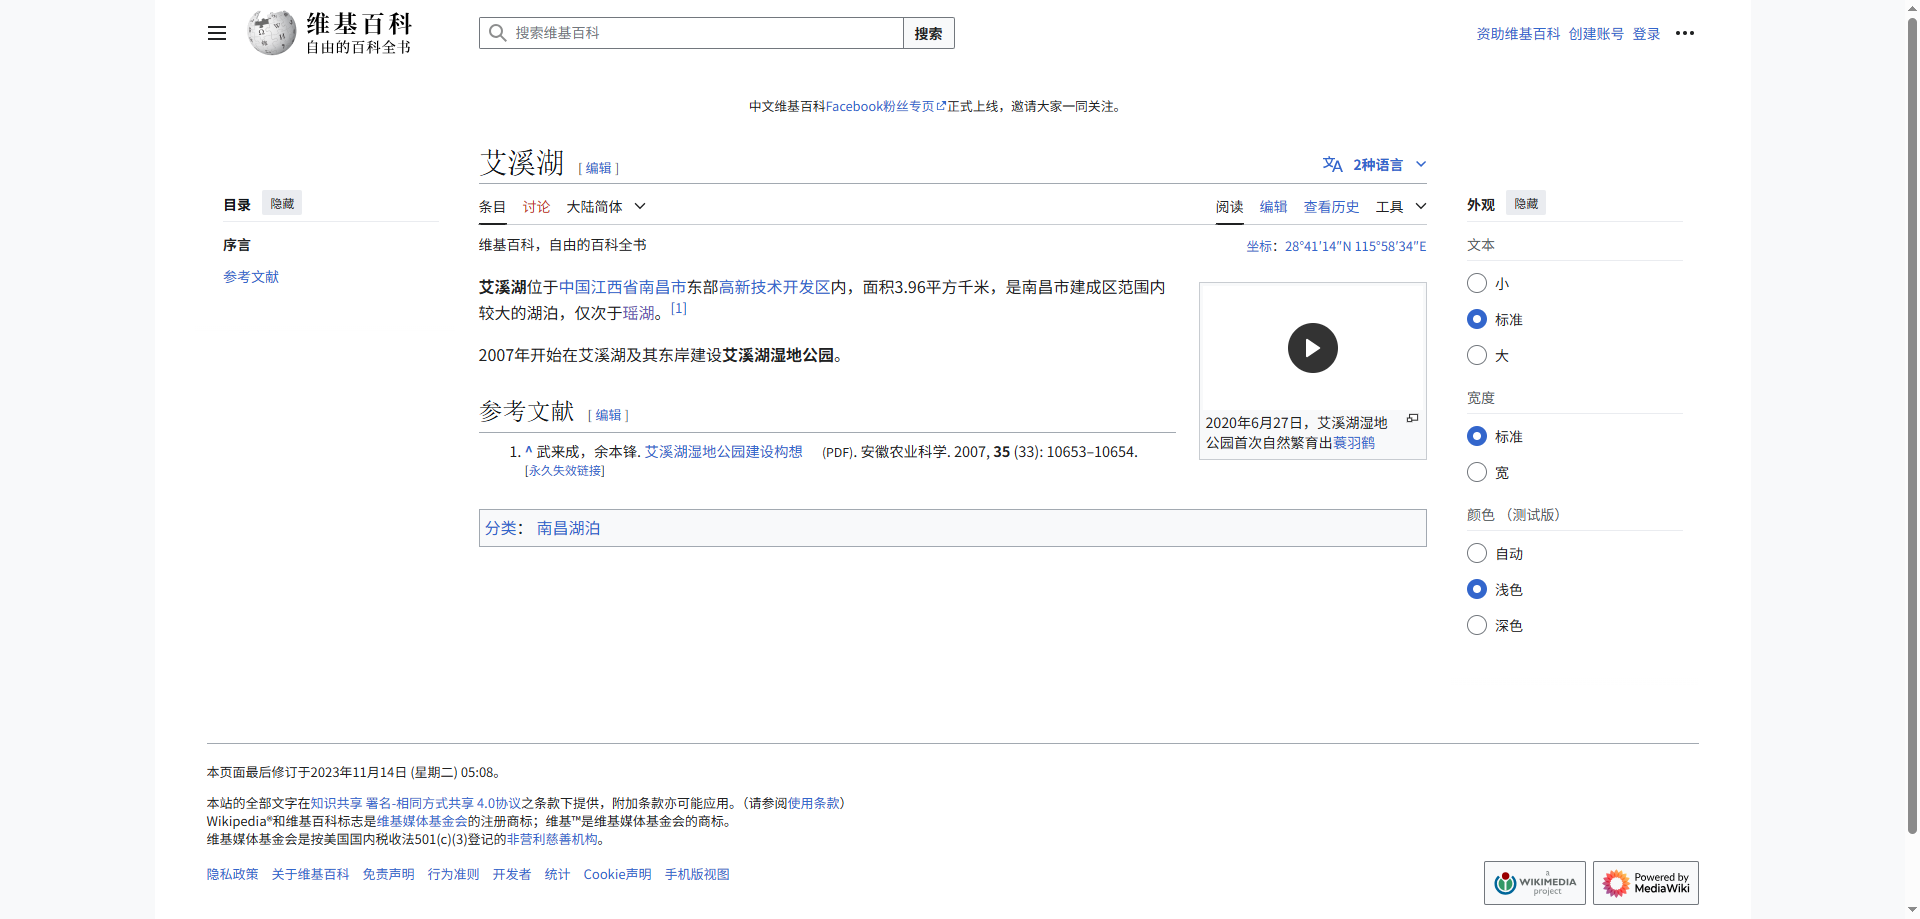 维基百科
自由的百科全书
搜索维基百科
搜索
资助维基百科 创建账号 登录
中文维基百科Facebook粉丝专页正式上线，邀请大家一同关注。
艾溪湖 [ 编辑 ]
2种语言
目录 隐藏
序言
参考文献
条目 讨论 大陆简体
阅读 编辑 查看历史 工具
维基百科，自由的百科全书
坐标：28°41′14″N 115°58′34″E
艾溪湖位于中国江西省南昌市东部高新技术开发区内，面积3.96平方千米，是南昌市建成区范围内
较大的湖泊，仅次于瑶湖。[1]
2007年开始在艾溪湖及其东岸建设艾溪湖湿地公园。
2020年6月27日，艾溪湖湿地
公园首次自然繁育出蓑羽鹤
参考文献 [ 编辑 ]
1. ^ 武来成，余本锋. 艾溪湖湿地公园建设构想 (PDF). 安徽农业科学. 2007, 35 (33): 10653–10654.
[永久失效链接]
分类： 南昌湖泊
外观 隐藏
文本
小
标准
大
宽度
标准
宽
颜色 （测试版）
自动
浅色
深色
本页面最后修订于2023年11月14日 (星期二) 05:08。
本站的全部文字在知识共享 署名-相同方式共享 4.0协议之条款下提供，附加条款亦可能应用。（请参阅使用条款）
Wikipedia®和维基百科标志是维基媒体基金会的注册商标；维基™是维基媒体基金会的商标。
维基媒体基金会是按美国国内税收法501(c)(3)登记的非营利慈善机构。
隐私政策 关于维基百科 免责声明 行为准则 开发者 统计 Cookie声明 手机版视图
a
WIKIMEDIA
project
Powered by
MediaWiki